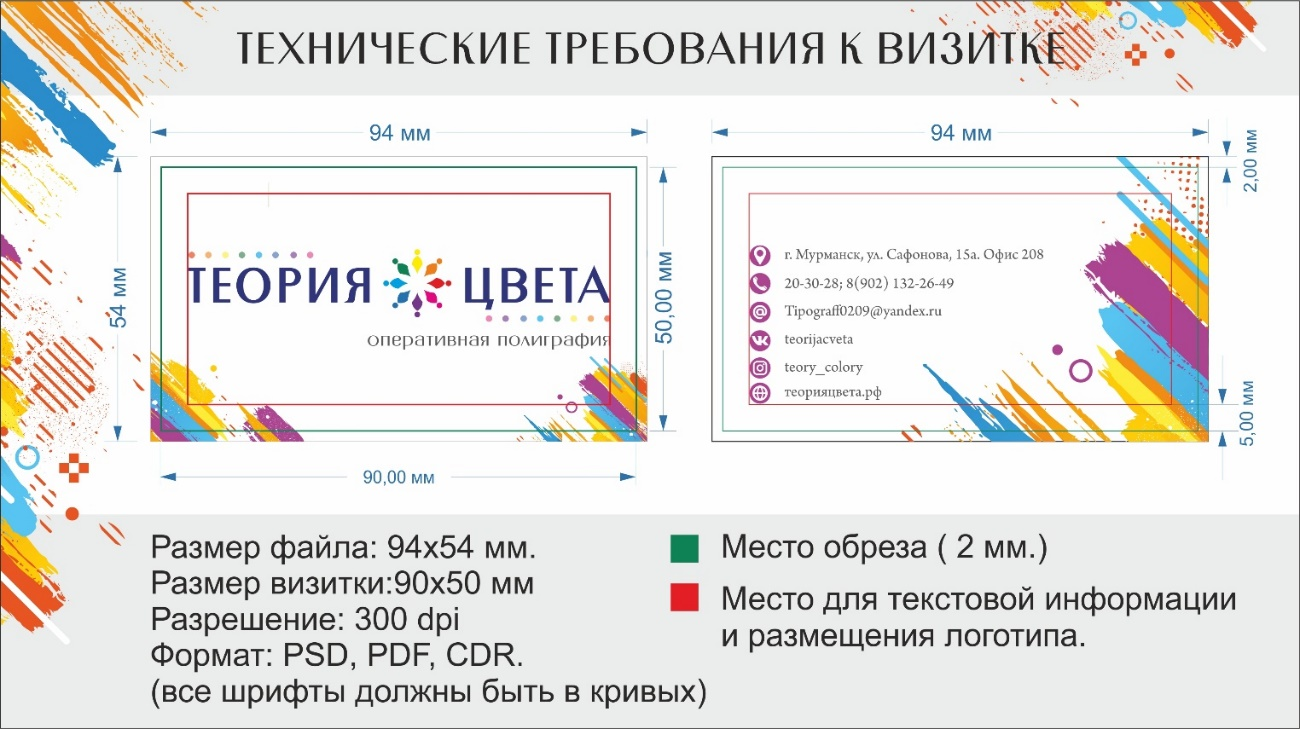 ТЕХНИЧЕСКИЕ ТРЕБОВАНИЯ К ВИЗИТКЕ
94 мм
94 мм
54 мм
50,00 мм
2,00 мм
5,00 мм
90,00 мм
ТЕОРИЯ ЦВЕТА
оперативная полиграфия
г. Мурманск, ул. Сафонова, 15а. Офис 208
20-30-28; 8(902) 132-26-49
Tipograff0209@yandex.ru
teorijacveta
teory_colory
теорияцвета.рф
Размер файла: 94х54 мм.
Размер визитки:90х50 мм
Разрешение: 300 dpi
Формат: PSD, PDF, CDR.
(все шрифты должны быть в кривых)
Место обреза ( 2 мм.)
Место для текстовой информации
и размещения логотипа.